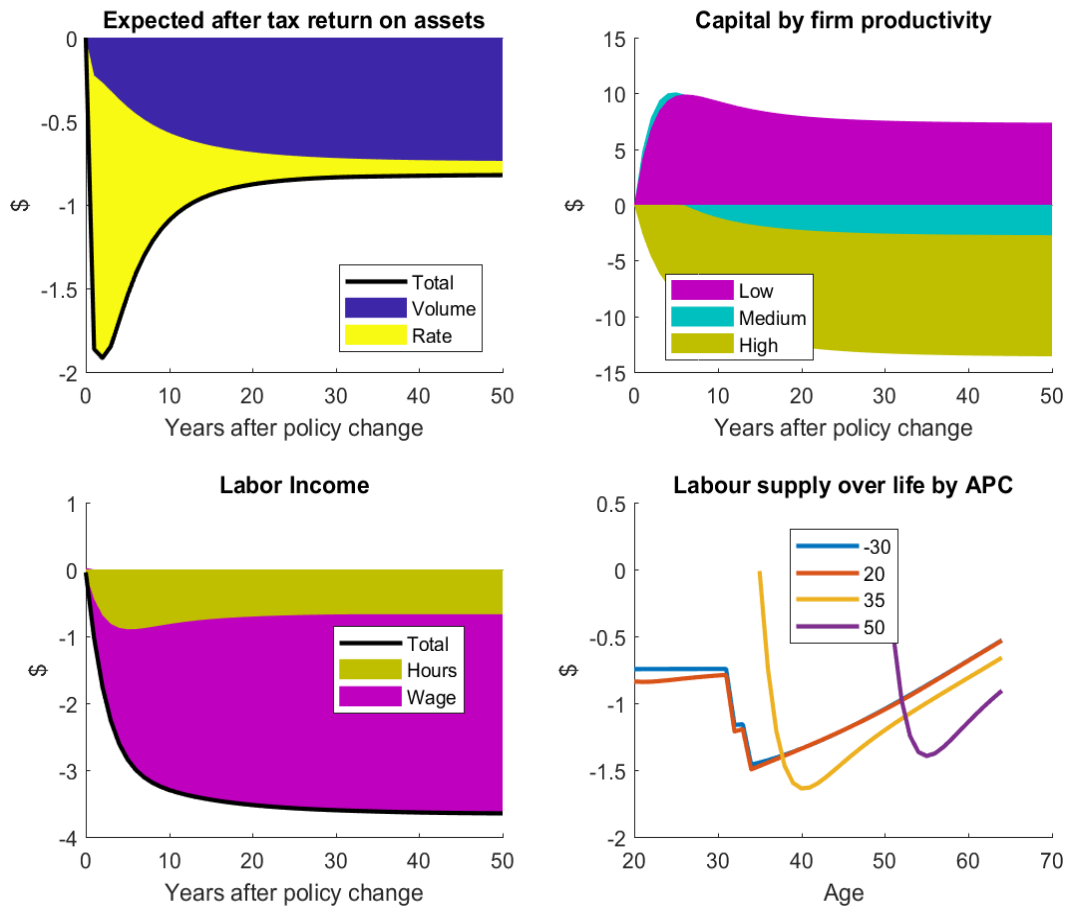 Expected after tax return on assets
0
-0.5
-1
-1.5
-2
$
0 10 20 30 40 50
Years after policy change
Total
Volume
Rate
Capital by firm productivity
15
10
5
0
-5
-10
-15
$
0 10 20 30 40 50
Years after policy change
Low
Medium
High
Labor Income
1
0
-1
-2
-3
-4
$
0 10 20 30 40 50
Years after policy change
Total
Hours
Wage
Labour supply over life by APC
0.5
0
-0.5
-1
-1.5
-2
$
20 30 40 50 60 70
Age
-30
20
35
50